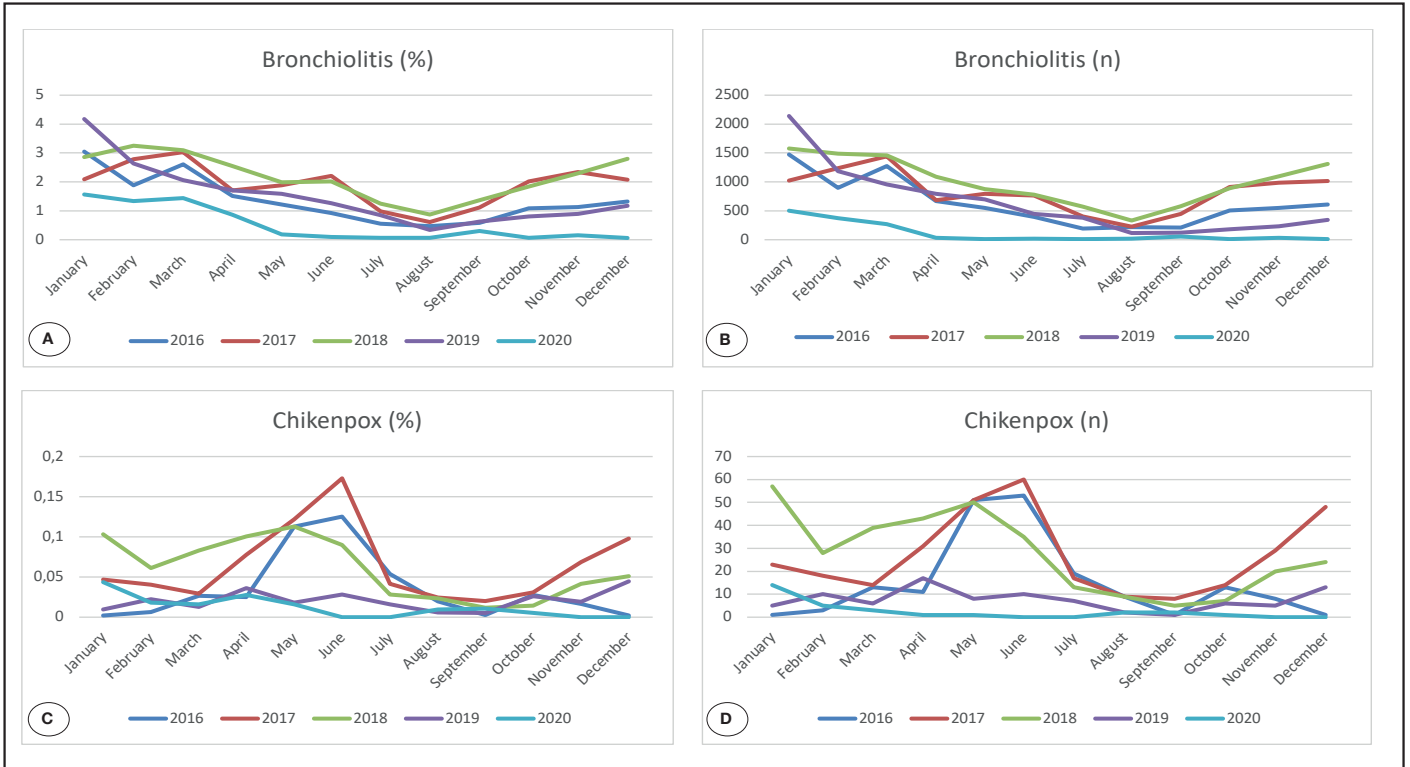 Bronchiolitis (%)
5
4
3
2
1
0
January
February
March
April
May
June
July
August
September
October
November
December
A
2016 2017 2018 2019 2020
Bronchiolitis (n)
2500
2000
1500
1000
500
0
January
February
March
April
May
June
July
August
September
October
November
December
B
2016 2017 2018 2019 2020
Chikenpox (%)
0,2
0,15
0,1
0,05
0
January
February
March
April
May
June
July
August
September
October
November
December
C
2016 2017 2018 2019 2020
Chikenpox (n)
70
60
50
40
30
20
10
0
January
February
March
April
May
June
July
August
September
October
November
December
D
2016 2017 2018 2019 2020